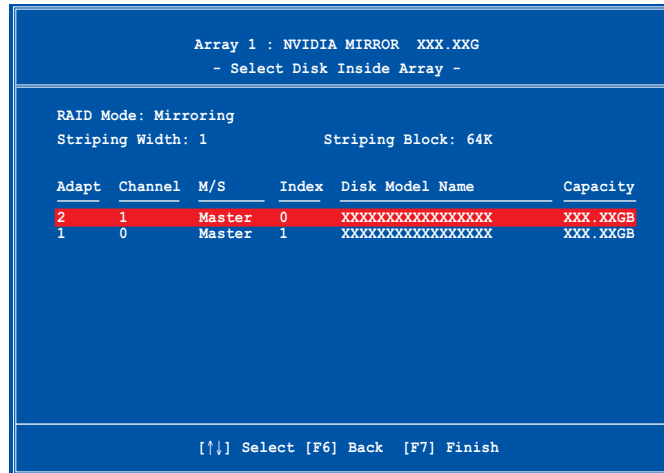 Array 1 : NVIDIA MIRROR XXX.XXG
- Select Disk Inside Array -
RAID Mode: Mirroring
Striping Width: 1 Striping Block: 64K
Adapt Channel M/S Index Disk Model Name Capacity
2 1 Master 0 XXXXXXXXXXXXXXXXX XXX.XXGB
1 0 Master 1 XXXXXXXXXXXXXXXXX XXX.XXGB
[↑↓] Select [F6] Back [F7] Finish